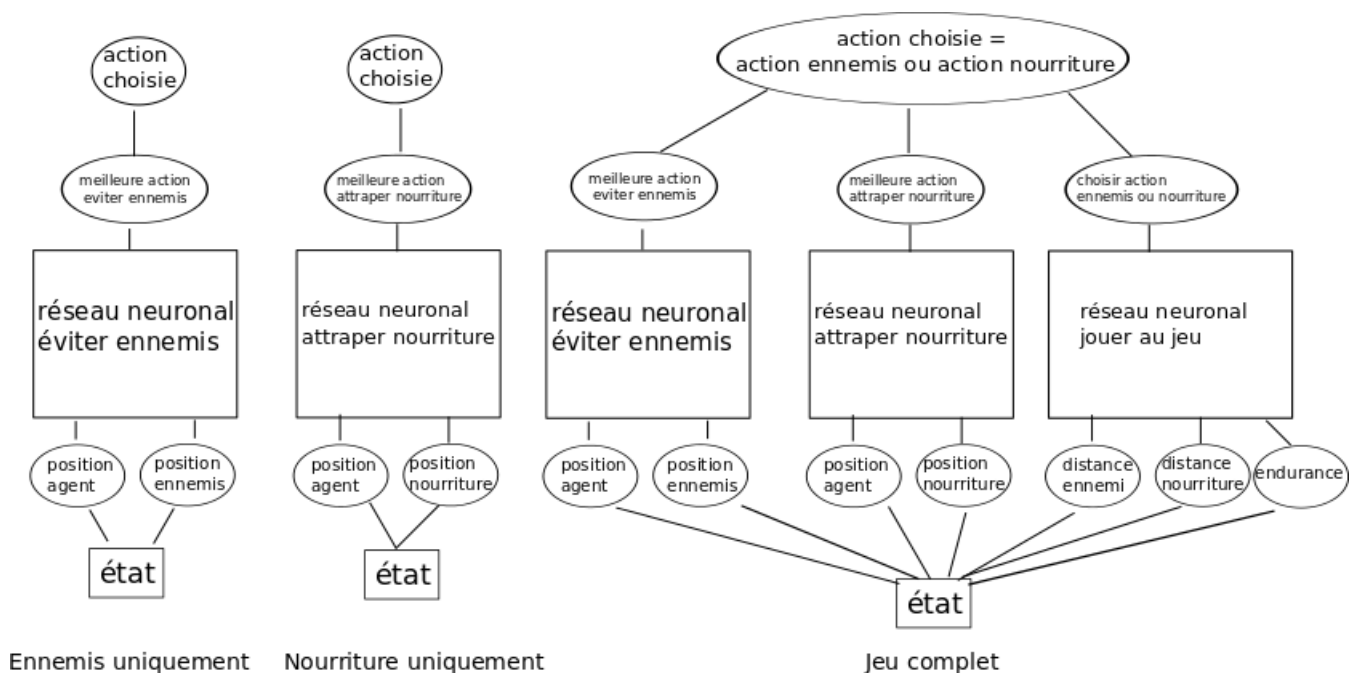 action
choisie
meilleure action
eviter ennemis
réseau neuronal
éviter ennemis
position
agent
position
ennemis
état
Ennemis uniquement
action
choisie
meilleure action
attraper nourriture
réseau neuronal
attraper nourriture
position
agent
position
nourriture
état
Nourriture uniquement
action choisie =
action ennemis ou action nourriture
meilleure action
eviter ennemis
meilleure action
attraper nourriture
choisir action
ennemis ou nourriture
réseau neuronal
éviter ennemis
réseau neuronal
attraper nourriture
réseau neuronal
jouer au jeu
position
agent
position
ennemis
position
agent
position
nourriture
distance
ennemi
distance
nourriture
endurance
état
Jeu complet